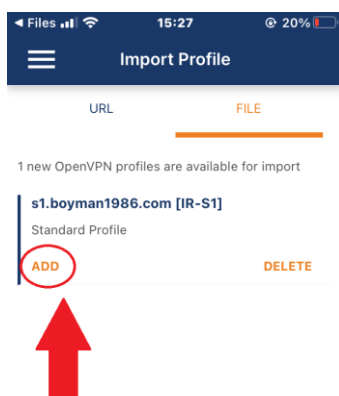 Files 15:27 20%
Import Profile
URL FILE
1 new OpenVPN profiles are available for import
s1.boyman1986.com [IR-S1]
Standard Profile
ADD DELETE